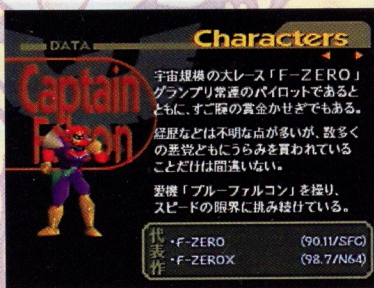 DATA
Characters
Captain
Falcon
宇宙規模の大レース「F-ZERO」
グランプリ常連のパイロットであると
ともに、すご腕の賞金かせぎでもある。
経歴などは不明な点が多いが、数多く
の悪党どもにうらみを買われている
ことだけは間違いない。
愛機「ブルーファルコン」を操り、
スピードの限界に挑み続けている。
代表作
・F-ZERO (90.11/SFC)
・F-ZEROX (98.7/N64)